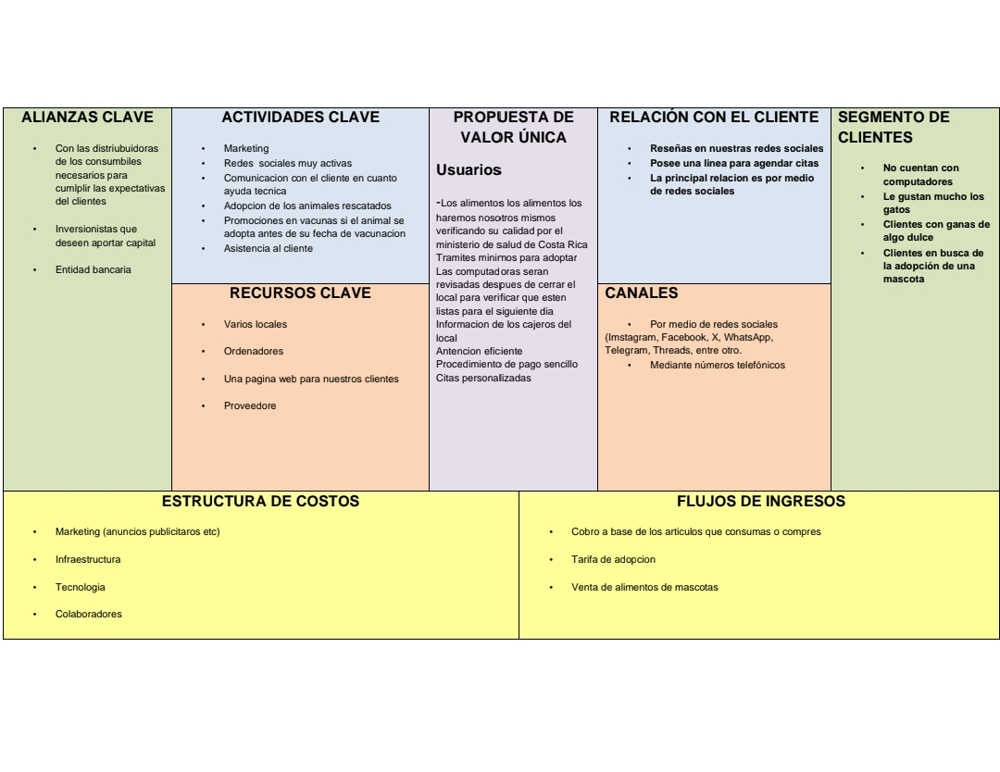 ALIANZAS CLAVE
• Con las distriubuidoras
de los consumbiles
necesarios para
cumlplir las expectativas
del clientes
• Inversionistas que
deseen aportar capital
• Entidad bancaria
ACTIVIDADES CLAVE
• Marketing
• Redes sociales muy activas
• Comunicacion con el cliente en cuanto
ayuda tecnica
• Adopcion de los animales rescatados
• Promociones en vacunas si el animal se
adopta antes de su fecha de vacunacion
• Asistencia al cliente
RECURSOS CLAVE
• Varios locales
• Ordenadores
• Una pagina web para nuestros clientes
• Proveedore
PROPUESTA DE
VALOR ÚNICA
Usuarios
-Los alimentos los alimentos los
haremos nosotros mismos
verificando su calidad por el
ministerio de salud de Costa Rica
Tramites minimos para adoptar
Las computadoras seran
revisadas despues de cerrar el
local para verificar que esten
listas para el siguiente dia
Informacion de los cajeros del
local
Antencion eficiente
Procedimiento de pago sencillo
Citas personalizadas
RELACIÓN CON EL CLIENTE
• Reseñas en nuestras redes sociales
• Posee una linea para agendar citas
• La principal relacion es por medio
de redes sociales
CANALES
• Por medio de redes sociales
(Imstagram, Facebook, X, WhatsApp,
Telegram, Threads, entre otro.
• Mediante números telefónicos
SEGMENTO DE
CLIENTES
• No cuentan con
computadores
• Le gustan mucho los
gatos
• Clientes con ganas de
algo dulce
• Clientes en busca de
la adopción de una
mascota
ESTRUCTURA DE COSTOS
• Marketing (anuncios publicitaros etc)
• Infraestructura
• Tecnologia
• Colaboradores
FLUJOS DE INGRESOS
• Cobro a base de los articulos que consumas o compres
• Tarifa de adopcion
• Venta de alimentos de mascotas